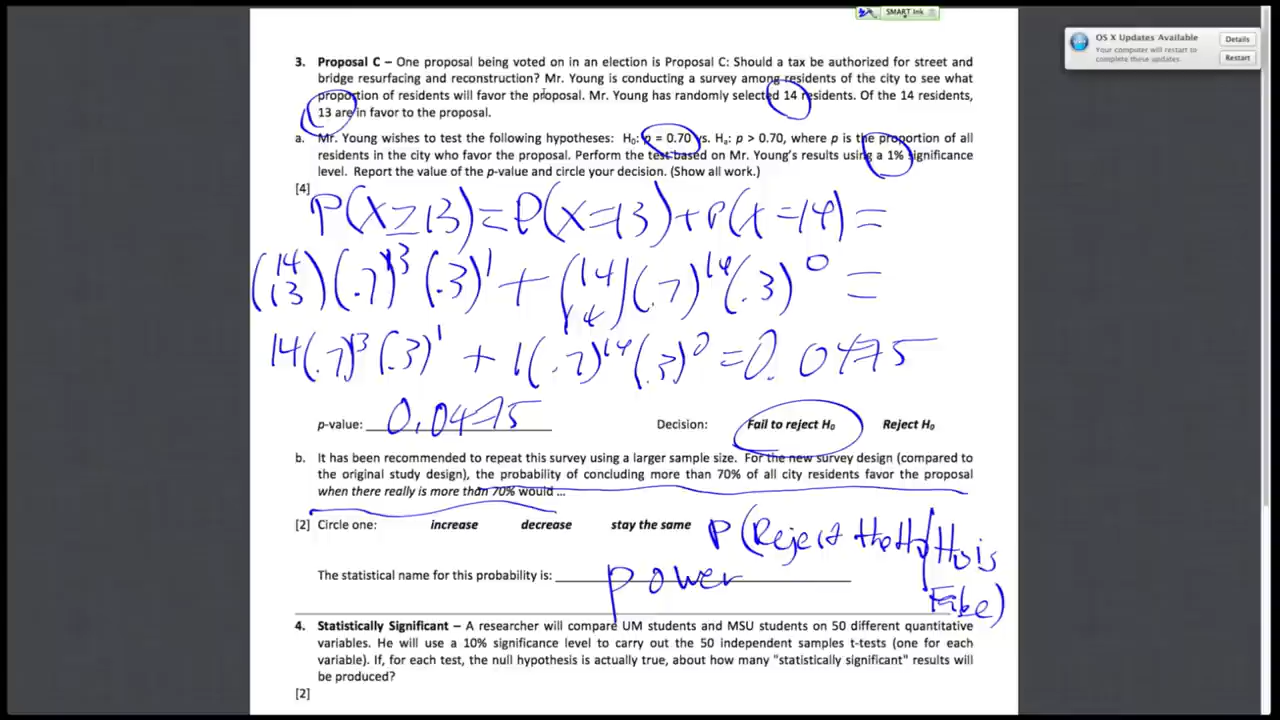 SMART Ink
OS X Updates Available
Your computer will restart to
complete these updates.
Details
Restart
3. Proposal C – One proposal being voted on in an election is Proposal C: Should a tax be authorized for street and
bridge resurfacing and reconstruction? Mr. Young is conducting a survey among residents of the city to see what
proportion of residents will favor the proposal. Mr. Young has randomly selected 14 residents. Of the 14 residents,
13 are in favor to the proposal.
a. Mr. Young wishes to test the following hypotheses: H₀: p = 0.70 vs. Hₐ: p > 0.70, where p is the proportion of all
residents in the city who favor the proposal. Perform the test based on Mr. Young's results using a 1% significance
level. Report the value of the p-value and circle your decision. (Show all work.)
[4]
P(X≥13)=P(X=13)+P(X=14)=
(14 13)(.7)^13(.3)^1+(14 14)(.7)^14(.3)^0=
14(.7)^13(.3)^1+1(.7)^14(.3)^0=0.0475
p-value: 0.0475 Decision: Fail to reject H₀ Reject H₀
b. It has been recommended to repeat this survey using a larger sample size. For the new survey design (compared to
the original study design), the probability of concluding more than 70% of all city residents favor the proposal
when there really is more than 70% would ...
[2] Circle one: increase decrease stay the same
P(Reject the H₀|H₀ is
False)
The statistical name for this probability is: power
4. Statistically Significant – A researcher will compare UM students and MSU students on 50 different quantitative
variables. He will use a 10% significance level to carry out the 50 independent samples t-tests (one for each
variable). If, for each test, the null hypothesis is actually true, about how many "statistically significant" results will
be produced?
[2]